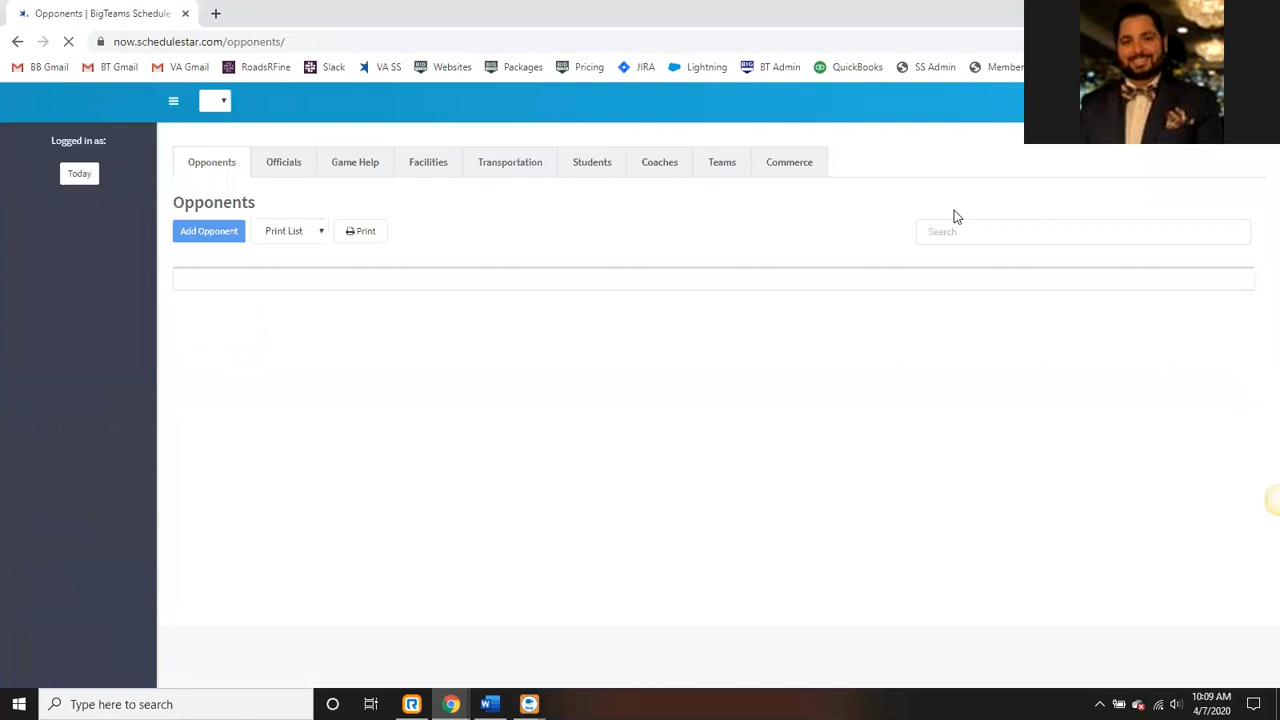 Opponents | BigTeams Schedule
now.schedulestar.com/opponents/
BB Gmail BT Gmail VA Gmail RoadsRFine Slack VA SS Websites Packages Pricing JIRA Lightning BT Admin QuickBooks SS Admin Member
Logged in as:
Today
Opponents Officials Game Help Facilities Transportation Students Coaches Teams Commerce
Opponents
Add Opponent Print List Print Search
Type here to search
10:09 AM
4/7/2020